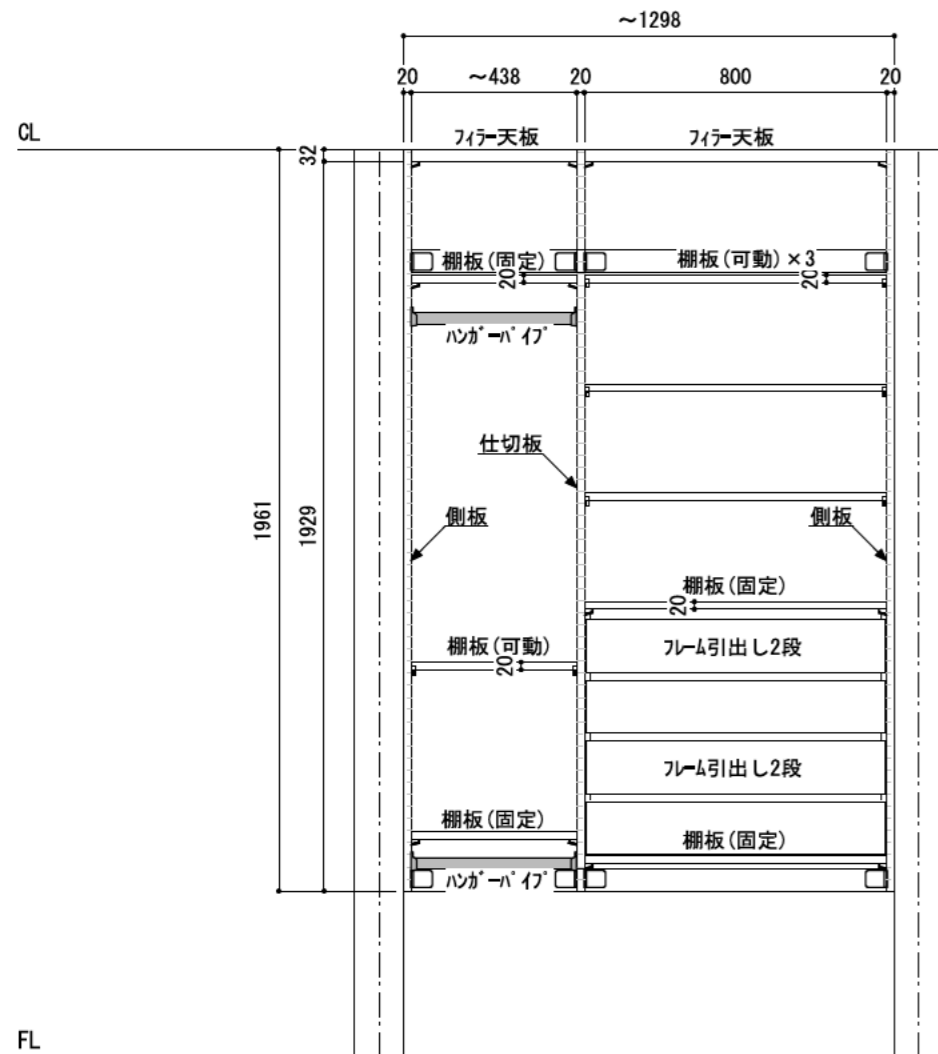 ～1298
20 ～438 20 800 20
CL
フィラー天板 フィラー天板
32
棚板(固定) 棚板(可動)×3
20 20
ハンガーパイプ
仕切板
側板 側板
1961 1929
棚板(固定)
20
棚板(可動) フレーム引出し2段
20
フレーム引出し2段
棚板(固定)
棚板(固定)
ハンガーパイプ
FL